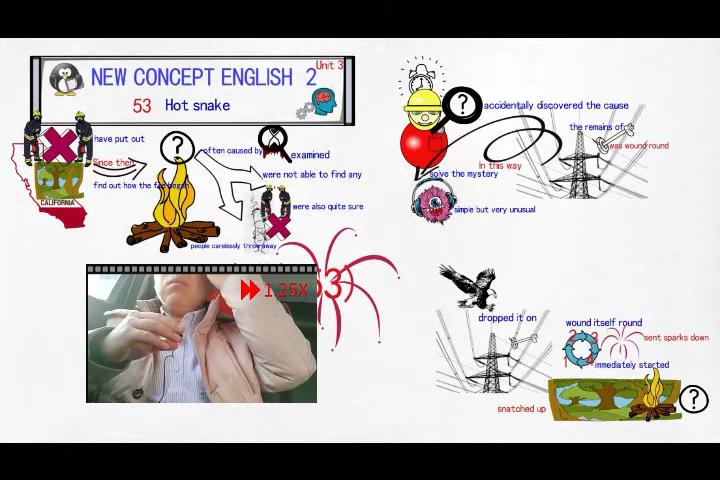 Unit 3
NEW CONCEPT ENGLISH 2
53 Hot snake
have put out
Since then
find out how the fire began
CALIFORNIA
?
often caused by
examined
were not able to find any
were also quite sure
people carelessly throw away
1.25X
3)
?
accidentally discovered the cause
the remains of
was wound round
In this way
solve the mystery
simple but very unusual
dropped it on
wound itself round
sent sparks down
immediately started
snatched up
?